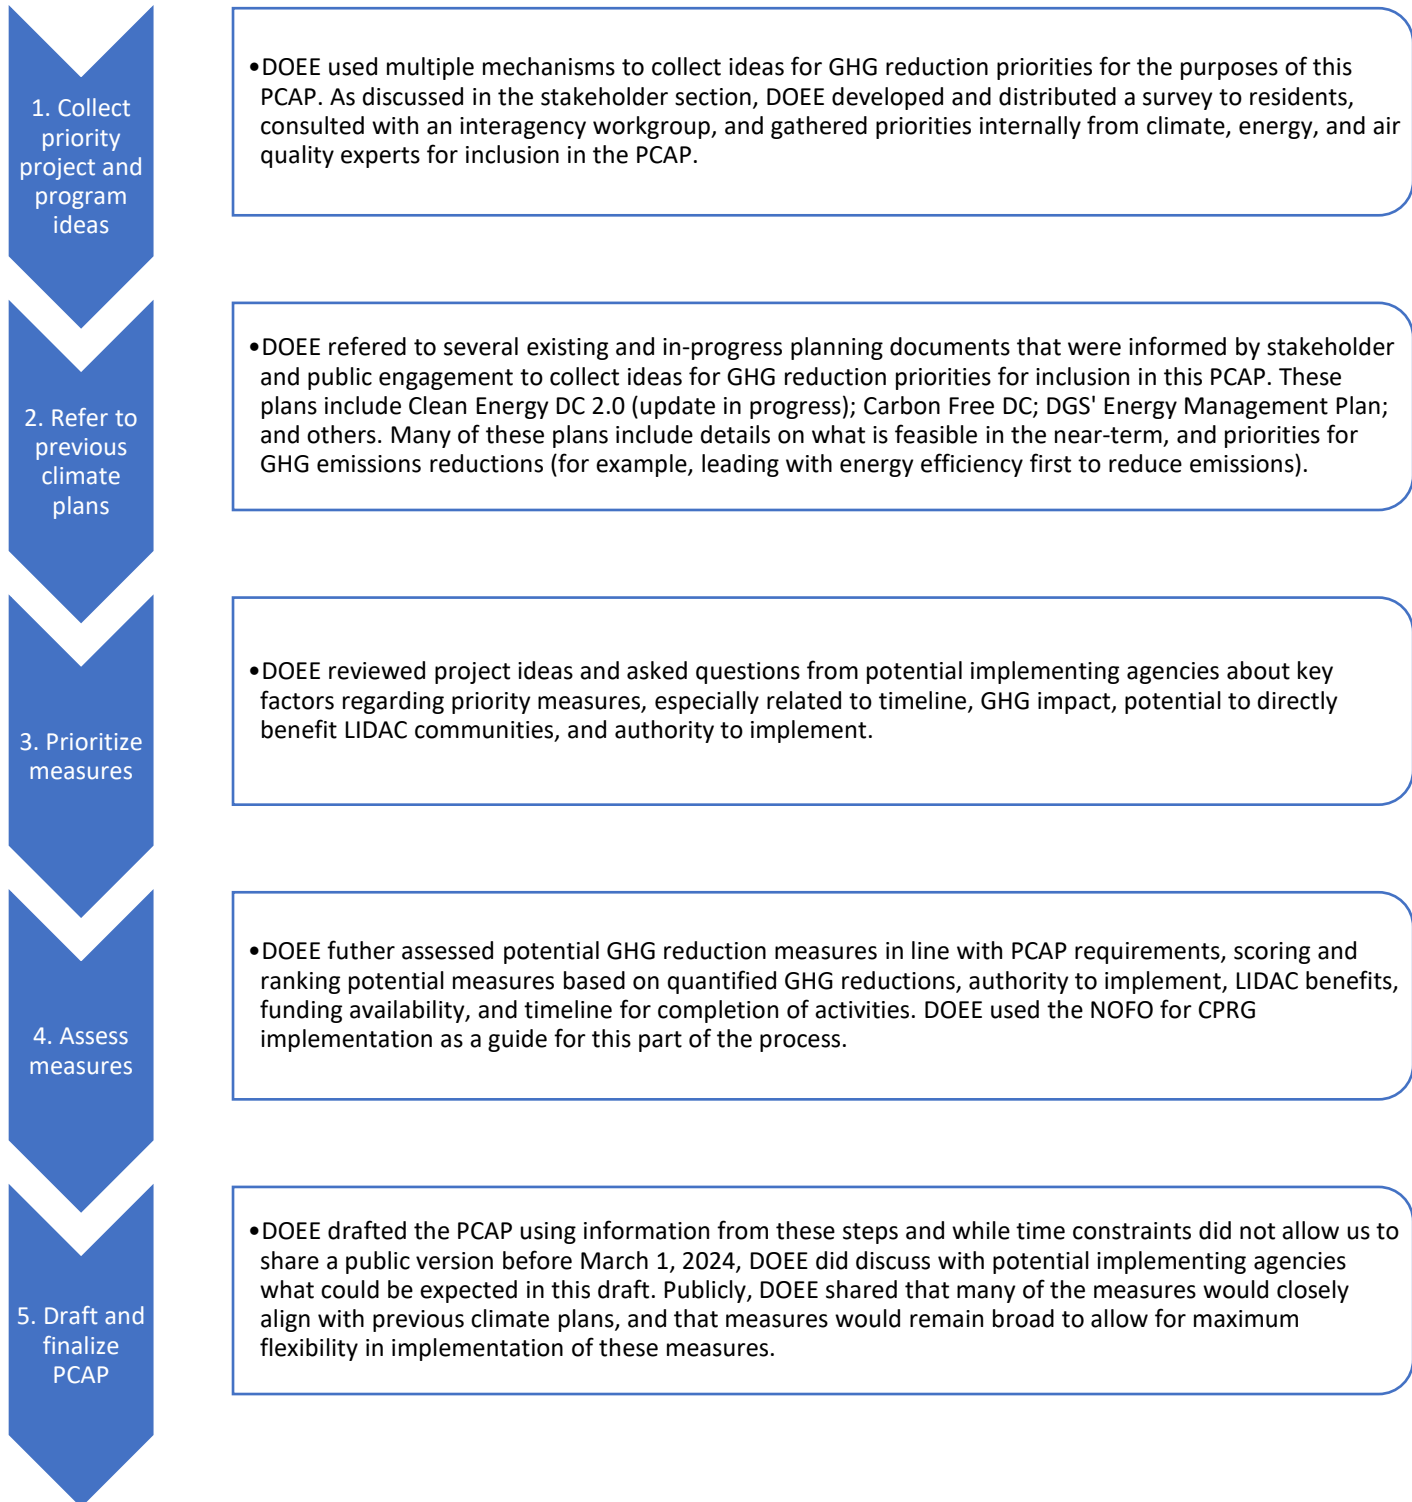 1. Collect
priority
project and
program
ideas
•DOEE used multiple mechanisms to collect ideas for GHG reduction priorities for the purposes of this
PCAP. As discussed in the stakeholder section, DOEE developed and distributed a survey to residents,
consulted with an interagency workgroup, and gathered priorities internally from climate, energy, and air
quality experts for inclusion in the PCAP.
2. Refer to
previous
climate
plans
•DOEE refered to several existing and in-progress planning documents that were informed by stakeholder
and public engagement to collect ideas for GHG reduction priorities for inclusion in this PCAP. These
plans include Clean Energy DC 2.0 (update in progress); Carbon Free DC; DGS' Energy Management Plan;
and others. Many of these plans include details on what is feasible in the near-term, and priorities for
GHG emissions reductions (for example, leading with energy efficiency first to reduce emissions).
3. Prioritize
measures
•DOEE reviewed project ideas and asked questions from potential implementing agencies about key
factors regarding priority measures, especially related to timeline, GHG impact, potential to directly
benefit LIDAC communities, and authority to implement.
4. Assess
measures
•DOEE futher assessed potential GHG reduction measures in line with PCAP requirements, scoring and
ranking potential measures based on quantified GHG reductions, authority to implement, LIDAC benefits,
funding availability, and timeline for completion of activities. DOEE used the NOFO for CPRG
implementation as a guide for this part of the process.
5. Draft and
finalize
PCAP
•DOEE drafted the PCAP using information from these steps and while time constraints did not allow us to
share a public version before March 1, 2024, DOEE did discuss with potential implementing agencies
what could be expected in this draft. Publicly, DOEE shared that many of the measures would closely
align with previous climate plans, and that measures would remain broad to allow for maximum
flexibility in implementation of these measures.